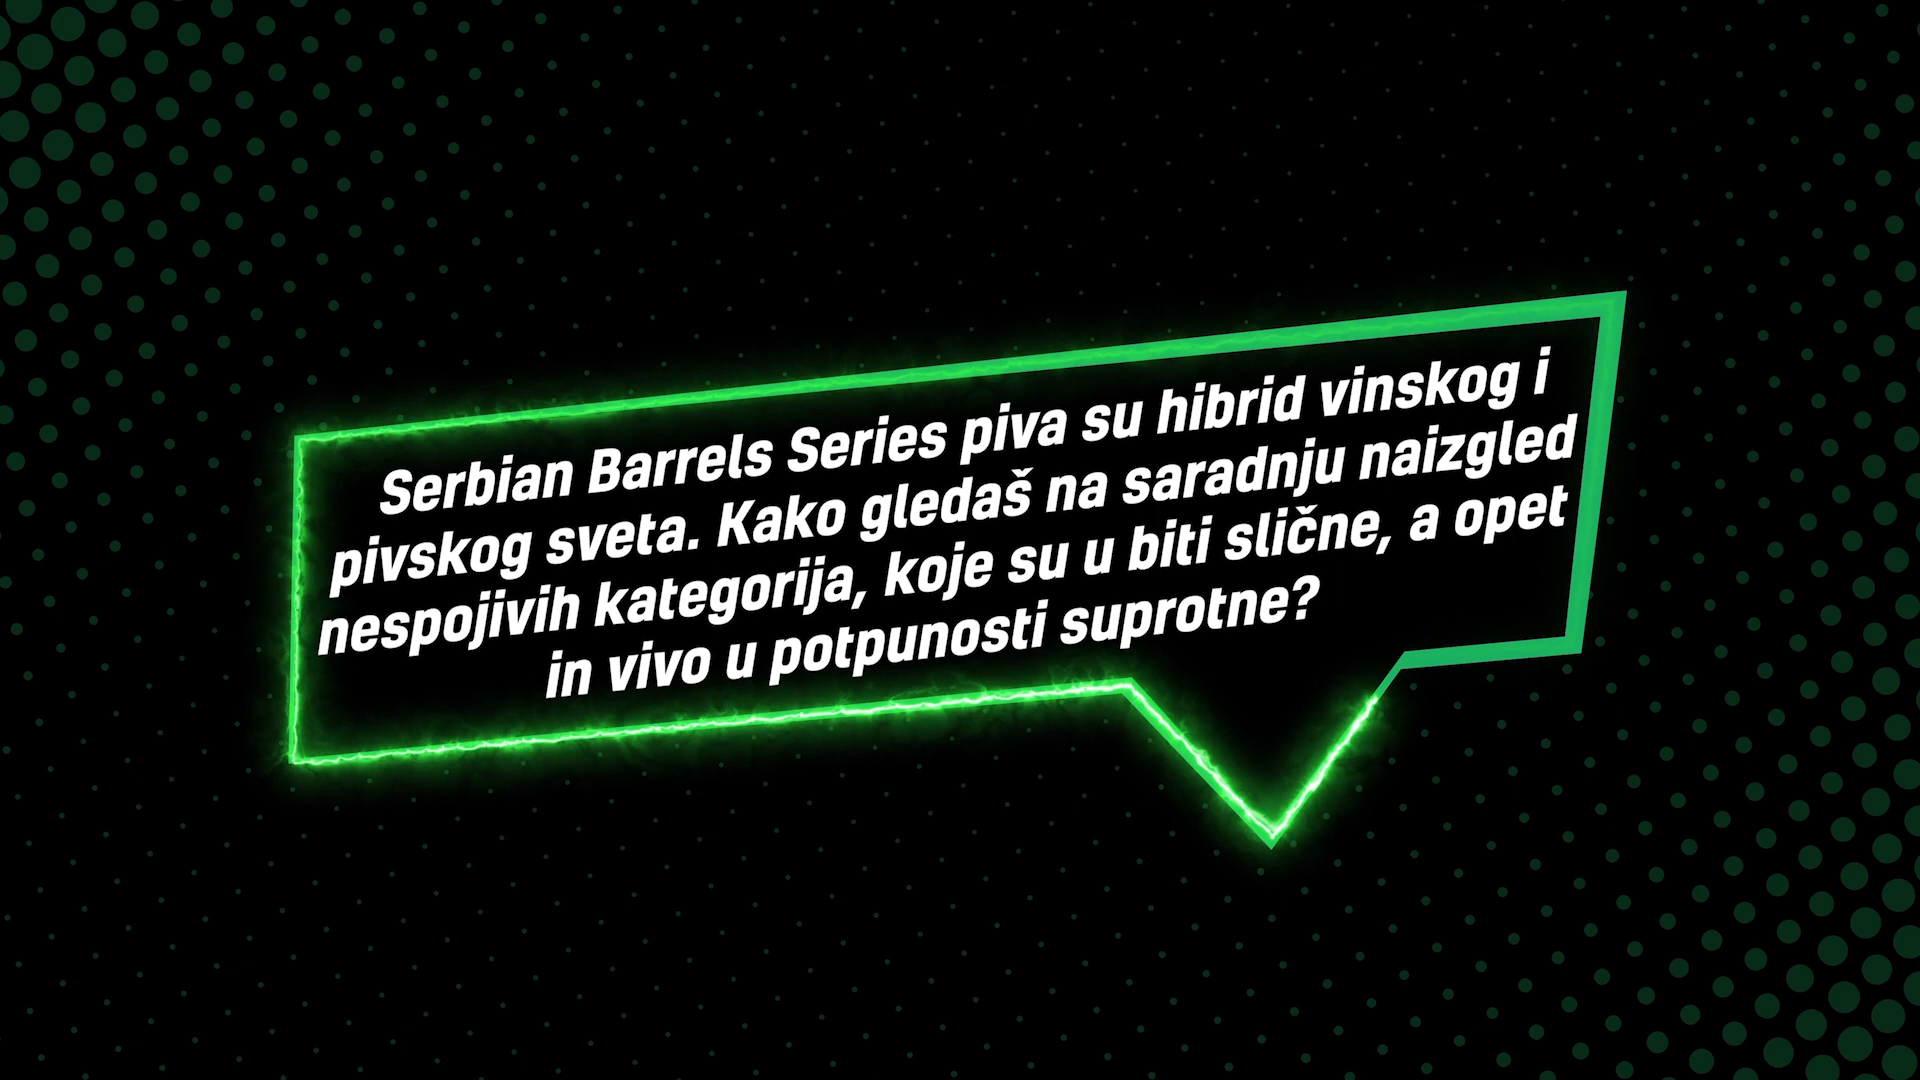 Serbian Barrels Series piva su hibrid vinskog i
pivskog sveta. Kako gledaš na saradnju naizgled
nespojivih kategorija, koje su u biti slične, a opet
in vivo u potpunosti suprotne?